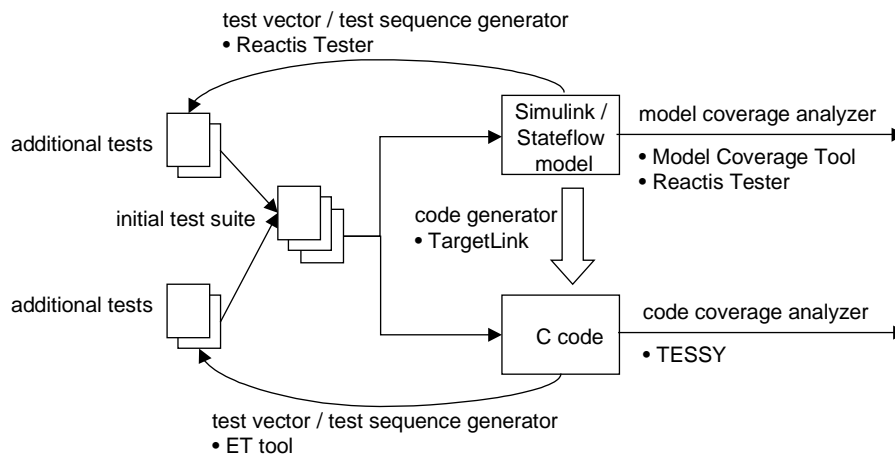 test vector / test sequence generator
• Reactis Tester
additional tests
Simulink /
Stateflow
model
model coverage analyzer
• Model Coverage Tool
• Reactis Tester
initial test suite
code generator
• TargetLink
additional tests
C code
code coverage analyzer
• TESSY
test vector / test sequence generator
• ET tool